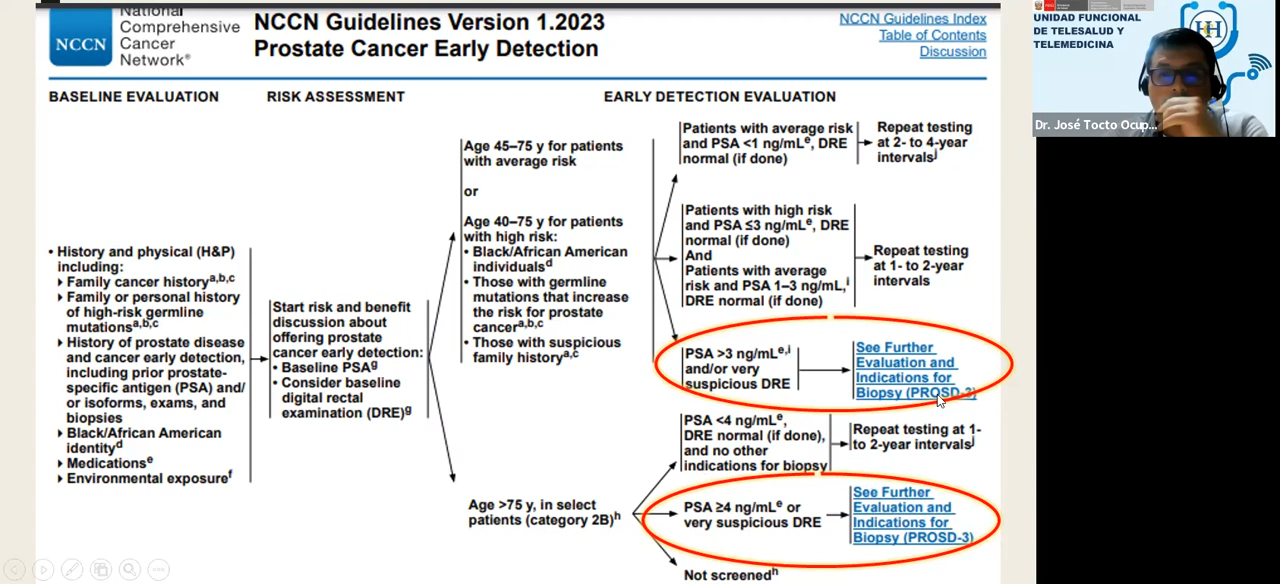 National
Comprehensive
Cancer
Network®
NCCN
NCCN Guidelines Version 1.2023
Prostate Cancer Early Detection
NCCN Guidelines Index
Table of Contents
Discussion
BASELINE EVALUATION
RISK ASSESSMENT
EARLY DETECTION EVALUATION
• History and physical (H&P)
including:
Family cancer history a,b,c
Family or personal history
of high-risk germline
mutations a,b,c
History of prostate disease
and cancer early detection,
including prior prostate-
specific antigen (PSA) and/
or isoforms, exams, and
biopsies
Black/African American
identity d
Medications e
Environmental exposure f
Start risk and benefit
discussion about
offering prostate
cancer early detection:
• Baseline PSA g
• Consider baseline
digital rectal
examination (DRE) g
Age 45–75 y for patients
with average risk
or
Age 40–75 y for patients
with high risk:
• Black/African American
individuals d
• Those with germline
mutations that increase
the risk for prostate
cancer a,b,c
• Those with suspicious
family history a,c
Age >75 y, in select
patients (category 2B) h
Patients with average risk
and PSA <1 ng/mL e, DRE
normal (if done)
Repeat testing
at 2- to 4-year
intervals j
Patients with high risk
and PSA ≤3 ng/mL e, DRE
normal (if done)
And
Patients with average
risk and PSA 1–3 ng/mL, i
DRE normal (if done)
Repeat testing
at 1- to 2-year
intervals
PSA >3 ng/mL e,i
and/or very
suspicious DRE
See Further
Evaluation and
Indications for
Biopsy (PROSD-3)
PSA <4 ng/mL e,
DRE normal (if done),
and no other
indications for biopsy
Repeat testing at 1-
to 2-year intervals j
PSA ≥4 ng/mL e or
very suspicious DRE
See Further
Evaluation and
Indications for
Biopsy (PROSD-3)
Not screened h
UNIDAD FUNCIONAL
DE TELESALUD Y
TELEMEDICINA
Dr. José Tocto Ocup...